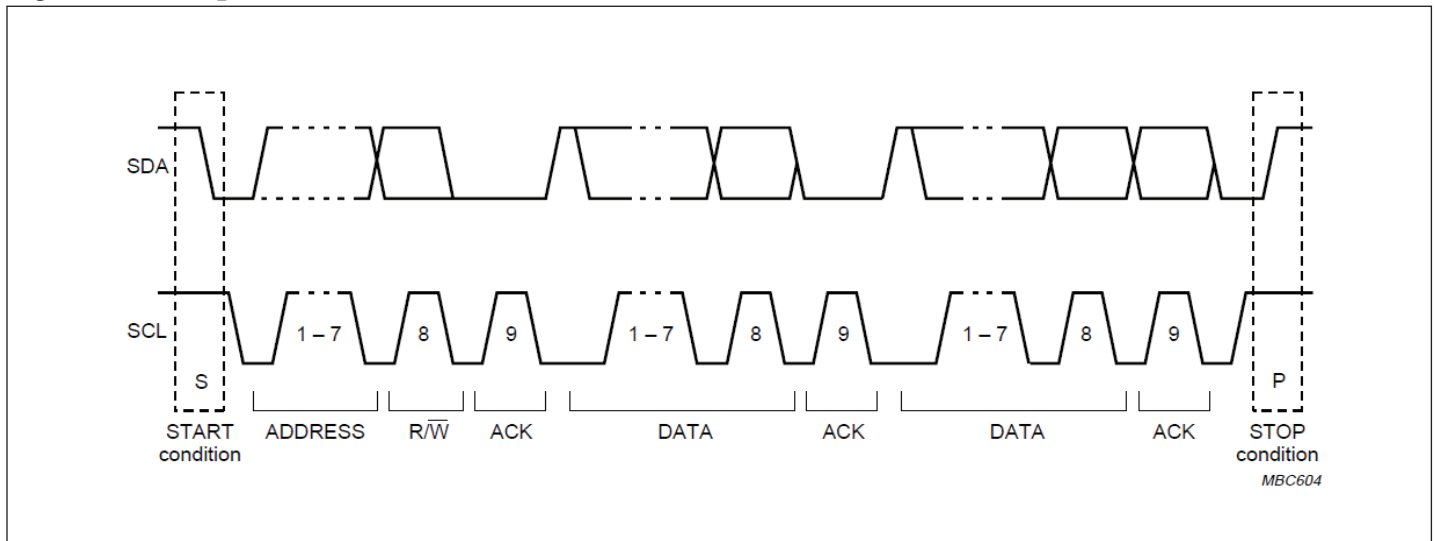 SDA
SCL
1 – 7
8
9
1 – 7
8
9
1 – 7
8
9
S
P
START
condition
ADDRESS
R/W̅
ACK
DATA
ACK
DATA
ACK
STOP
condition
MBC604